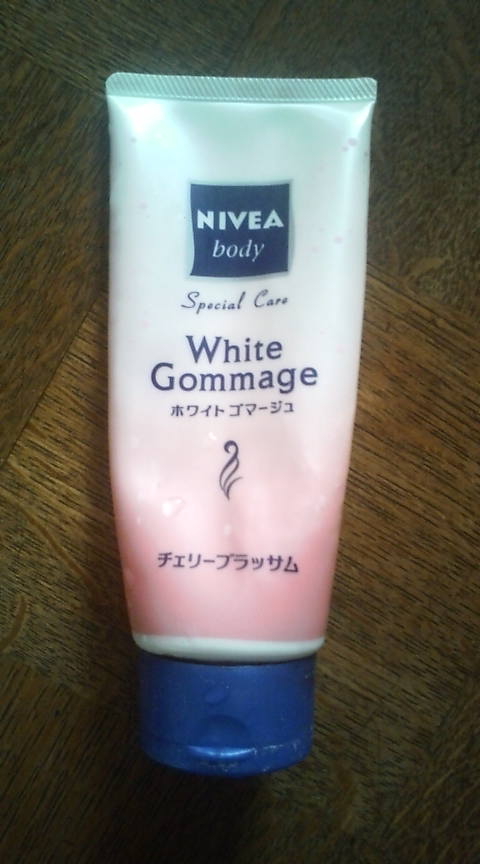 NIVEA
body
Special Care
White
Gommage
ホワイト ゴマージュ
チェリーブラッサム